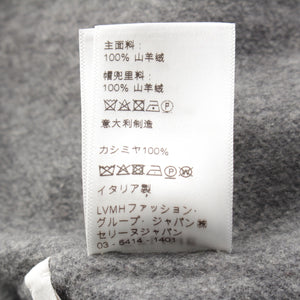 主面料:
100% 山羊绒
帽兜里料:
100% 山羊绒
意大利制造
カシミヤ100%
イタリア製
LVMHファッション・
グループ・ジャパン㈱
セリーヌジャパン
03 - 6414 - 1401